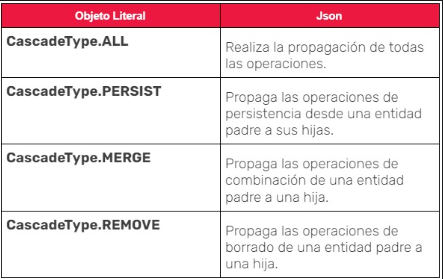 Objeto Literal
Json
CascadeType.ALL
Realiza la propagación de todas
las operaciones.
CascadeType.PERSIST
Propaga las operaciones de
persistencia desde una entidad
padre a sus hijas.
CascadeType.MERGE
Propaga las operaciones de
combinación de una entidad
padre a una hija.
CascadeType.REMOVE
Propaga las operaciones de
borrado de una entidad padre a
una hija.